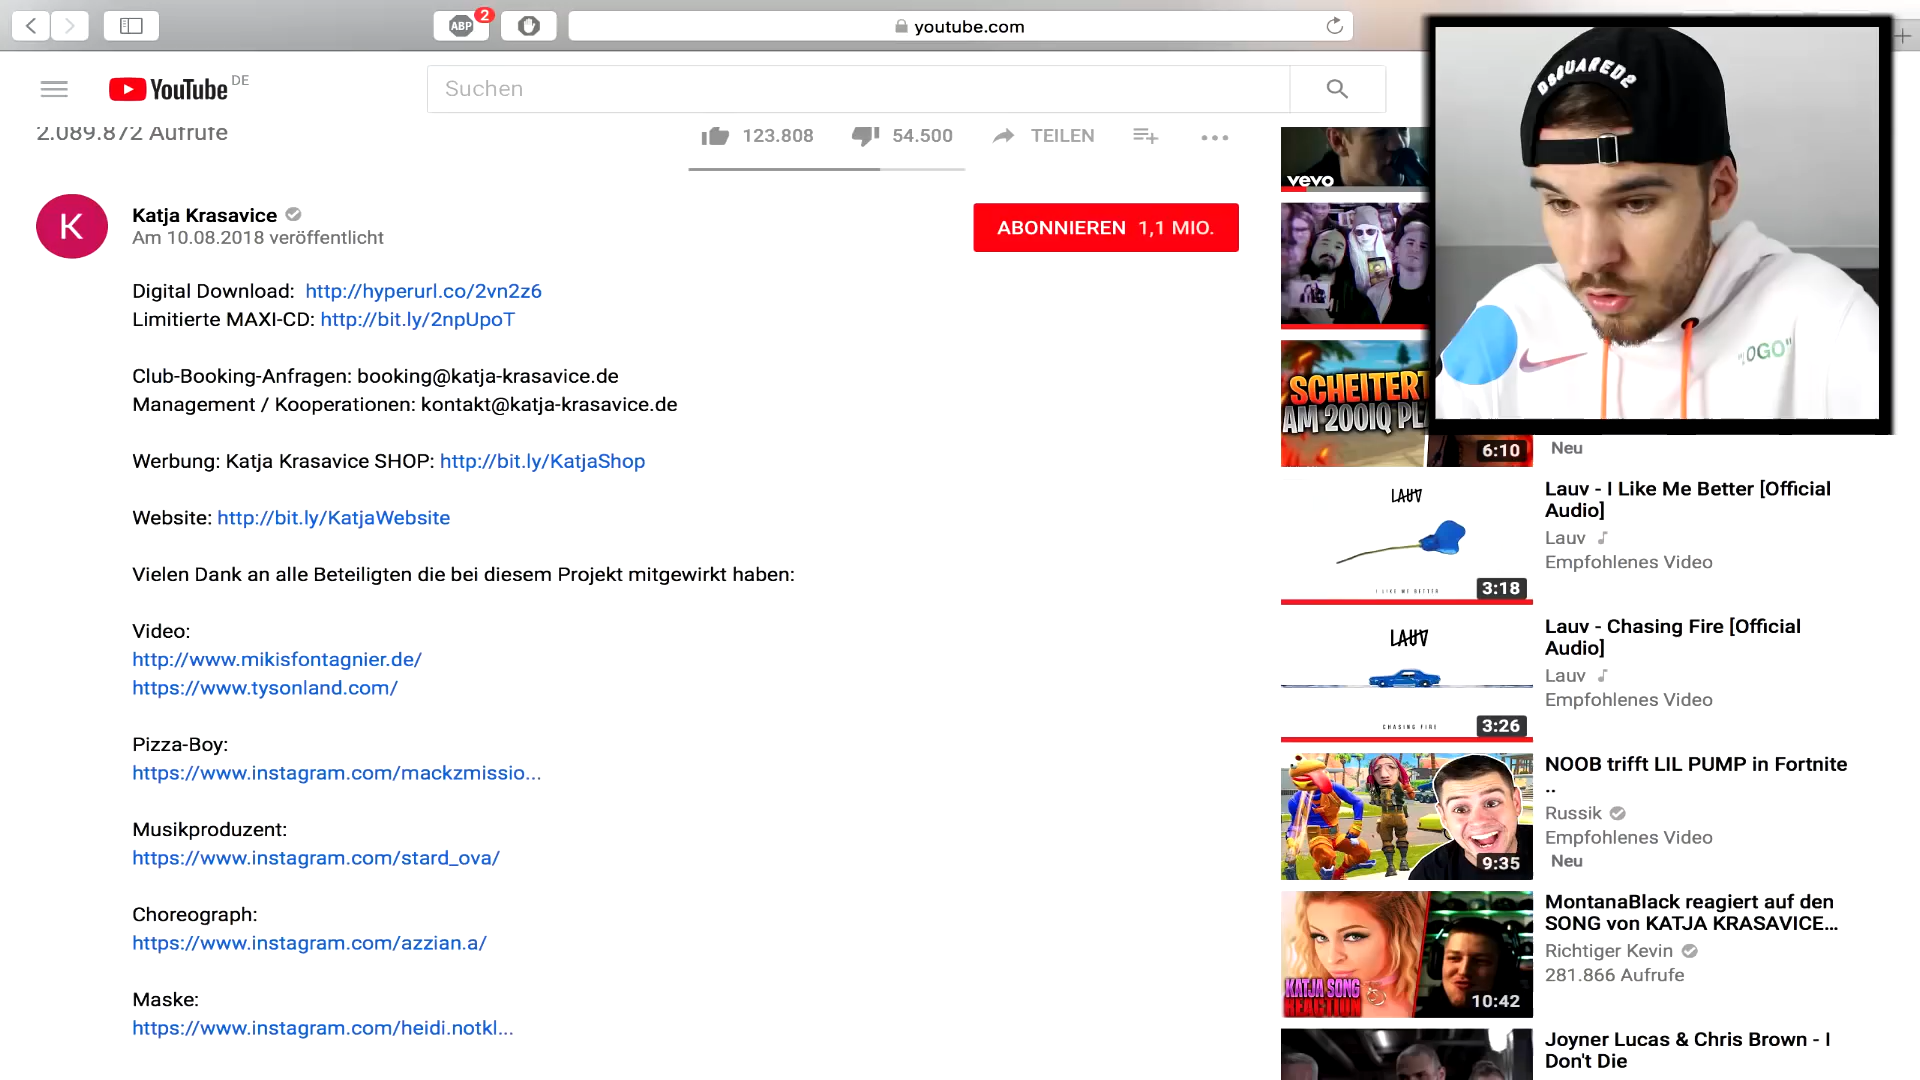 ABP
2
youtube.com
YouTube DE
Suchen
2.089.872 Aufrufe
123.808
54.500
TEILEN
K
Katja Krasavice
Am 10.08.2018 veröffentlicht
ABONNIEREN 1,1 MIO.
Digital Download: http://hyperurl.co/2vn2z6
Limitierte MAXI-CD: http://bit.ly/2npUpoT
Club-Booking-Anfragen: booking@katja-krasavice.de
Management / Kooperationen: kontakt@katja-krasavice.de
Werbung: Katja Krasavice SHOP: http://bit.ly/KatjaShop
Website: http://bit.ly/KatjaWebsite
Vielen Dank an alle Beteiligten die bei diesem Projekt mitgewirkt haben:
Video:
http://www.mikisfontagnier.de/
https://www.tysonland.com/
Pizza-Boy:
https://www.instagram.com/mackzmissio...
Musikproduzent:
https://www.instagram.com/stard_ova/
Choreograph:
https://www.instagram.com/azzian.a/
Maske:
https://www.instagram.com/heidi.notkl...
DSQUARED2
"LOGO"
vevo
SCHEITERT
AM 200IQ PL
6:10
Neu
LAUV
I LIKE ME BETTER
3:18
Lauv - I Like Me Better [Official
Audio]
Lauv
Empfohlenes Video
LAUV
CHASING FIRE
3:26
Lauv - Chasing Fire [Official
Audio]
Lauv
Empfohlenes Video
9:35
NOOB trifft LIL PUMP in Fortnite
..
Russik
Empfohlenes Video
Neu
KATJA SONG
REACTION
10:42
MontanaBlack reagiert auf den
SONG von KATJA KRASAVICE...
Richtiger Kevin
281.866 Aufrufe
Joyner Lucas & Chris Brown - I
Don't Die